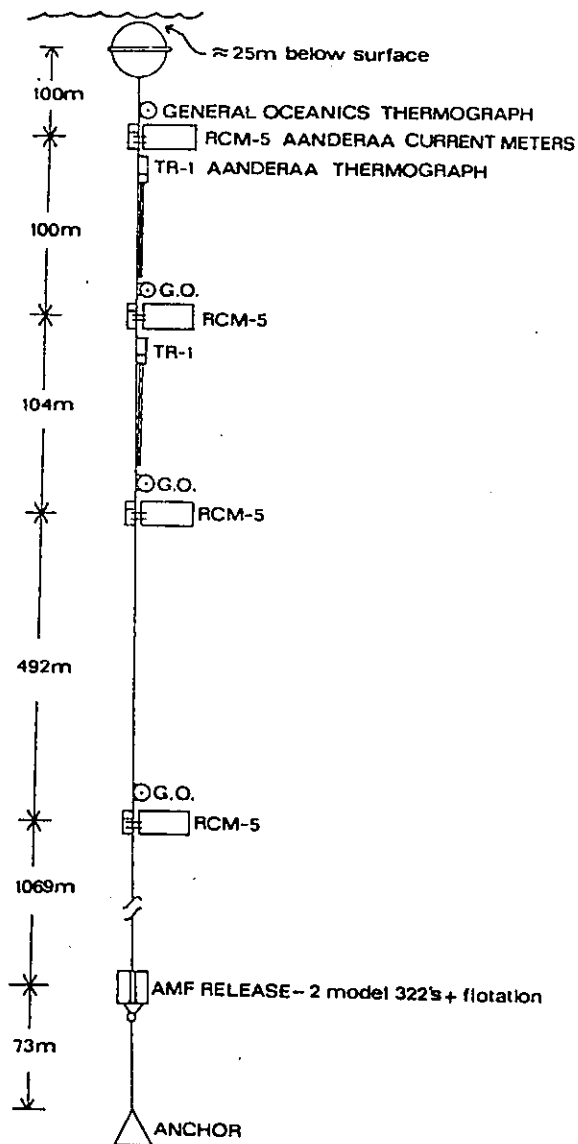 ≈25m below surface
100m
GENERAL OCEANICS THERMOGRAPH
RCM-5 AANDERAA CURRENT METERS
TR-1 AANDERAA THERMOGRAPH
100m
G.O.
RCM-5
TR-1
104m
G.O.
RCM-5
492m
G.O.
RCM-5
1069m
AMF RELEASE- 2 model 322's + flotation
73m
ANCHOR